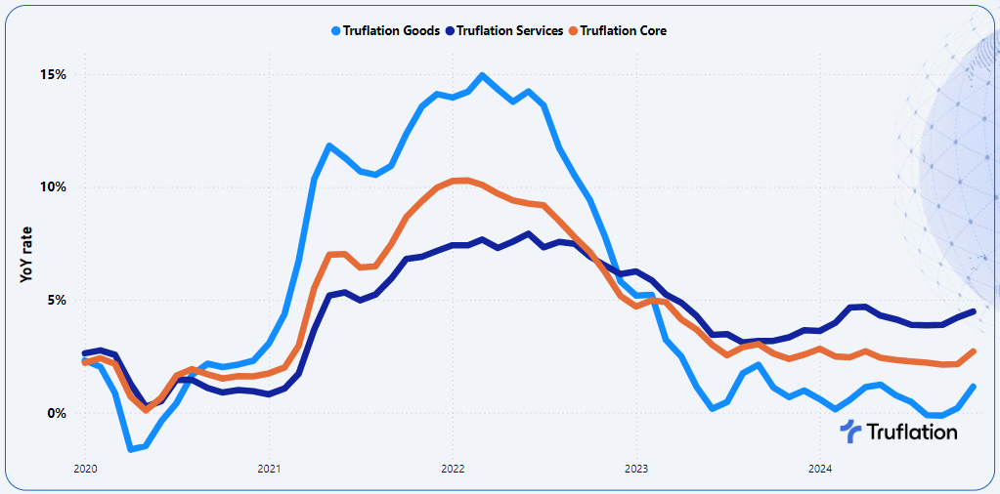 Truflation Goods Truflation Services Truflation Core
15%
10%
5%
0%
YoY rate
2020 2021 2022 2023 2024
Truflation